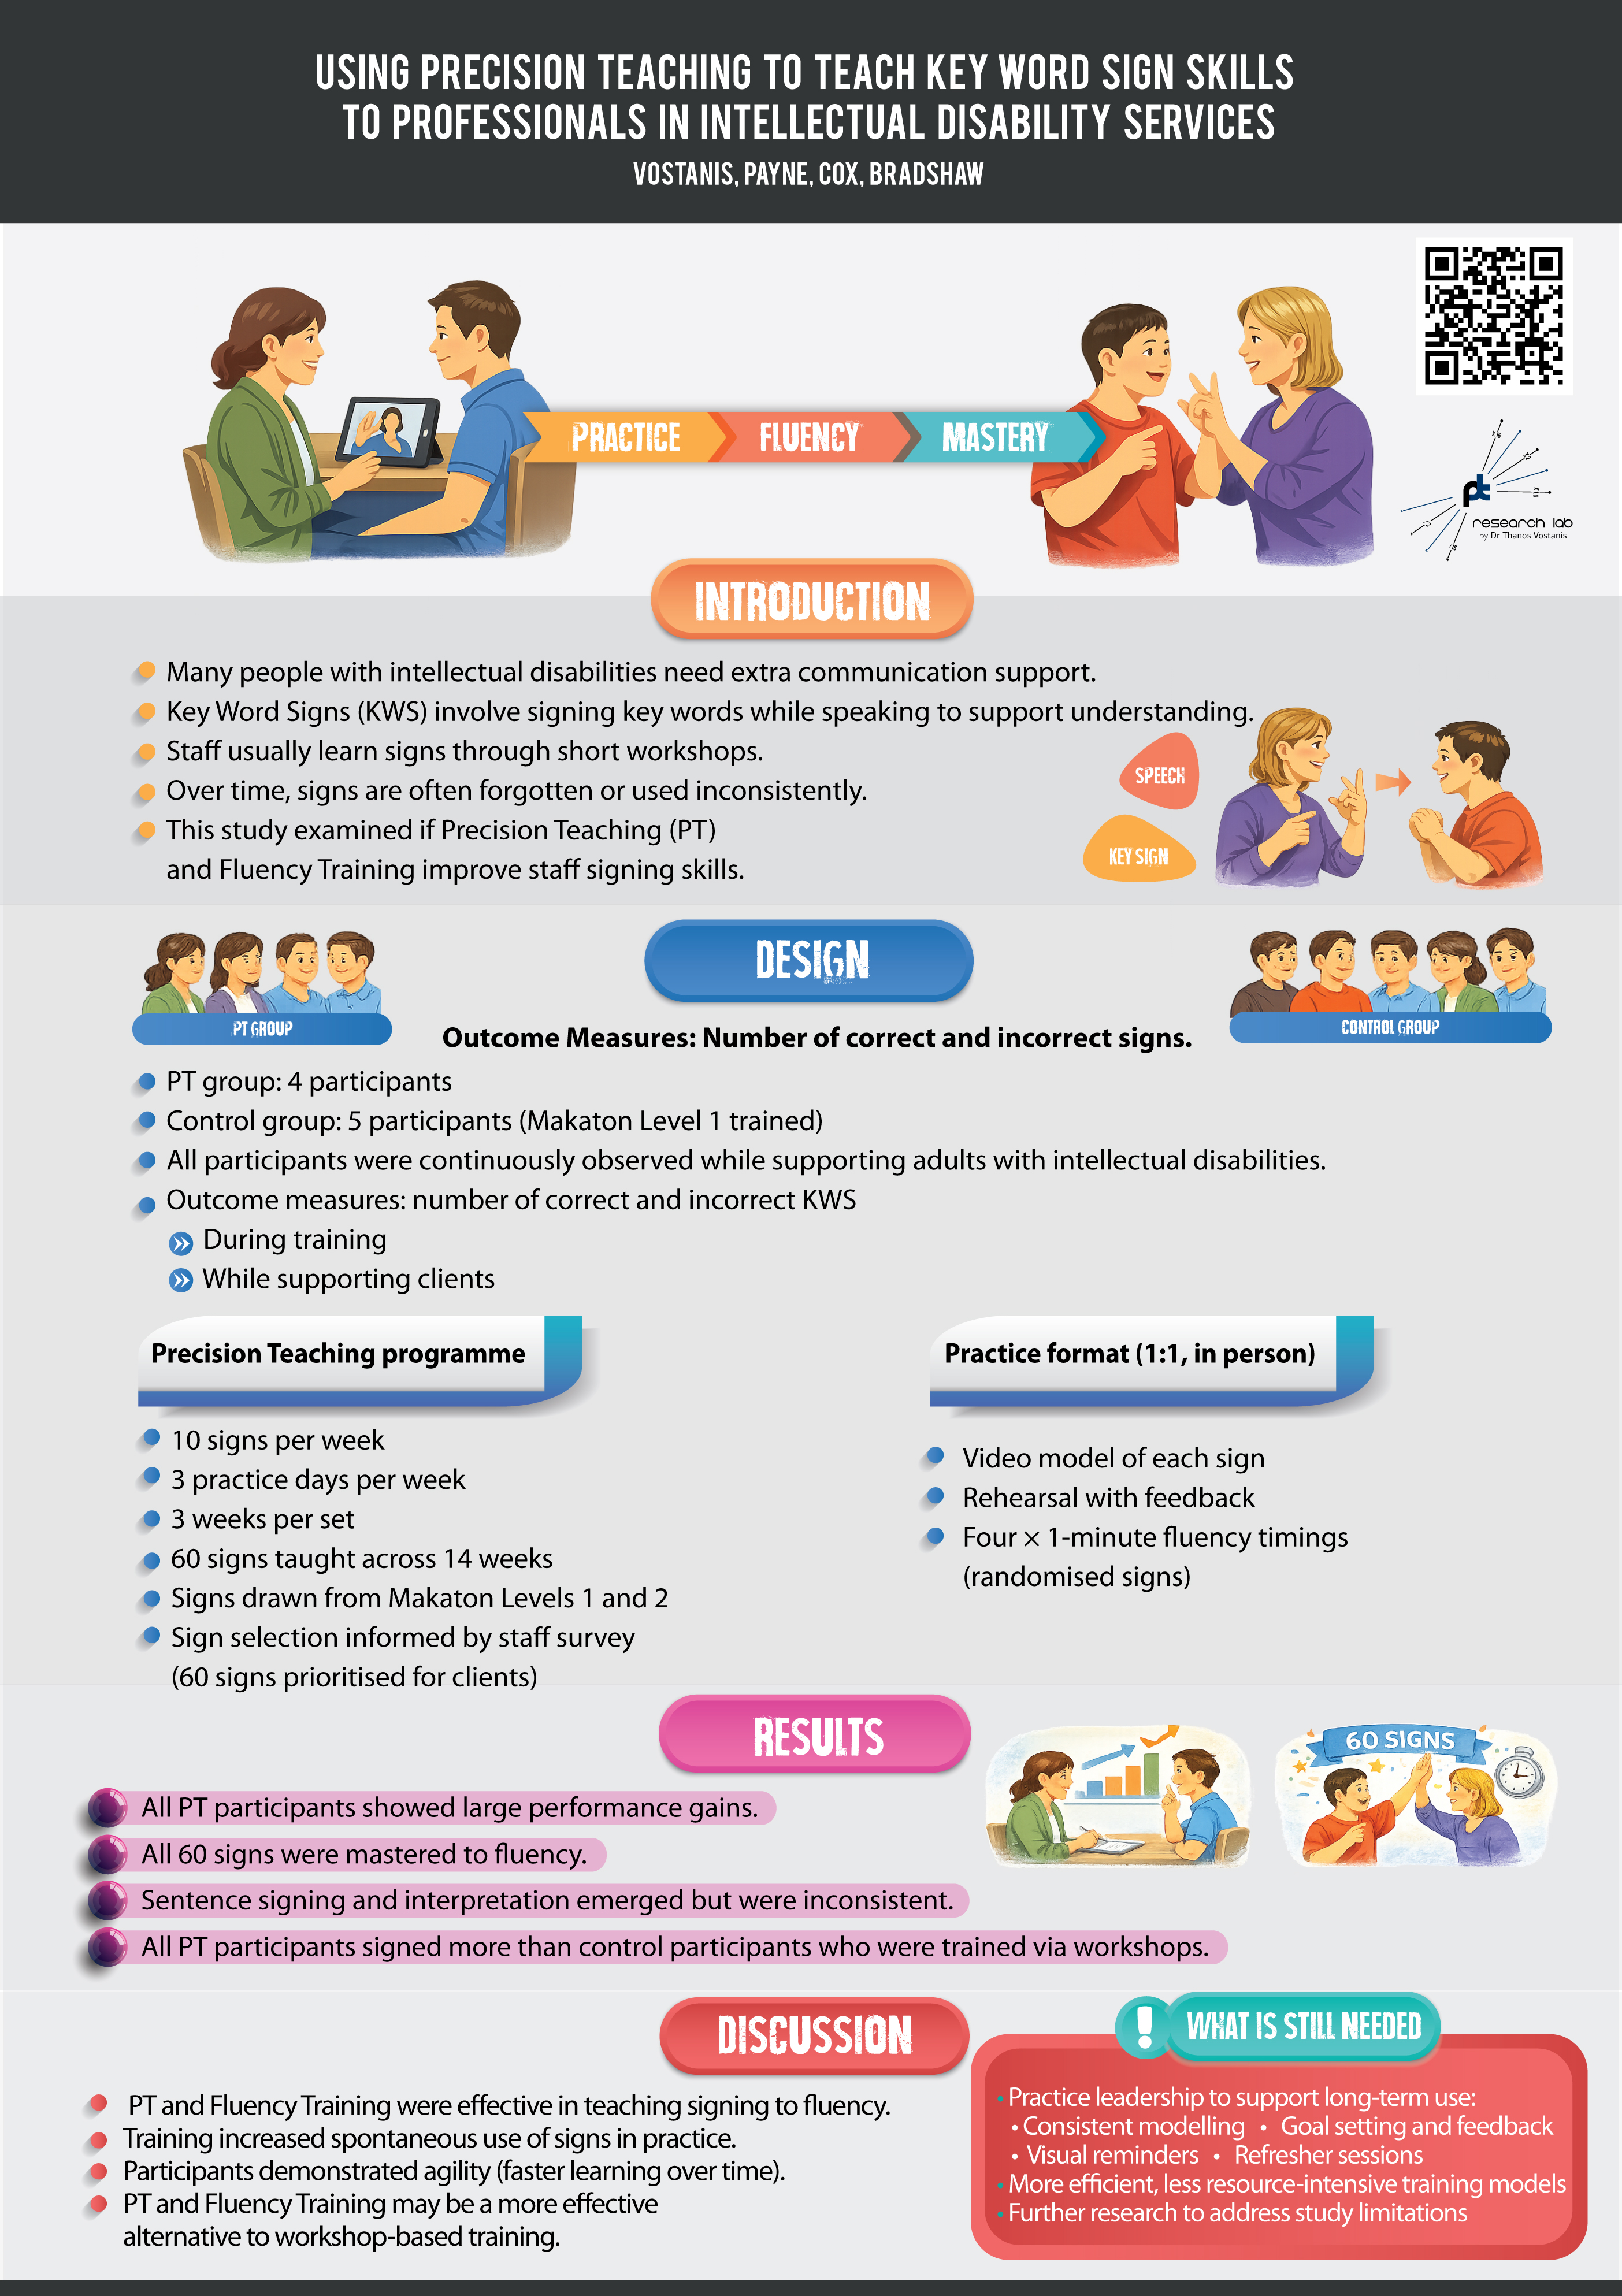 USING PRECISION TEACHING TO TEACH KEY WORD SIGN SKILLS
TO PROFESSIONALS IN INTELLECTUAL DISABILITY SERVICES
VOSTANIS, PAYNE, COX, BRADSHAW
PRACTICE
FLUENCY
MASTERY
pt
research lab
by Dr Thanos Vostanis
INTRODUCTION
Many people with intellectual disabilities need extra communication support.
Key Word Signs (KWS) involve signing key words while speaking to support understanding.
Staff usually learn signs through short workshops.
Over time, signs are often forgotten or used inconsistently.
This study examined if Precision Teaching (PT)
and Fluency Training improve staff signing skills.
SPEECH
KEY SIGN
DESIGN
PT GROUP
CONTROL GROUP
Outcome Measures: Number of correct and incorrect signs.
PT group: 4 participants
Control group: 5 participants (Makaton Level 1 trained)
All participants were continuously observed while supporting adults with intellectual disabilities.
Outcome measures: number of correct and incorrect KWS
During training
While supporting clients
Precision Teaching programme
10 signs per week
3 practice days per week
3 weeks per set
60 signs taught across 14 weeks
Signs drawn from Makaton Levels 1 and 2
Sign selection informed by staff survey
(60 signs prioritised for clients)
Practice format (1:1, in person)
Video model of each sign
Rehearsal with feedback
Four × 1-minute fluency timings
(randomised signs)
RESULTS
60 SIGNS
All PT participants showed large performance gains.
All 60 signs were mastered to fluency.
Sentence signing and interpretation emerged but were inconsistent.
All PT participants signed more than control participants who were trained via workshops.
DISCUSSION
PT and Fluency Training were effective in teaching signing to fluency.
Training increased spontaneous use of signs in practice.
Participants demonstrated agility (faster learning over time).
PT and Fluency Training may be a more effective
alternative to workshop-based training.
! WHAT IS STILL NEEDED
• Practice leadership to support long-term use:
• Consistent modelling • Goal setting and feedback
• Visual reminders • Refresher sessions
• More efficient, less resource-intensive training models
• Further research to address study limitations